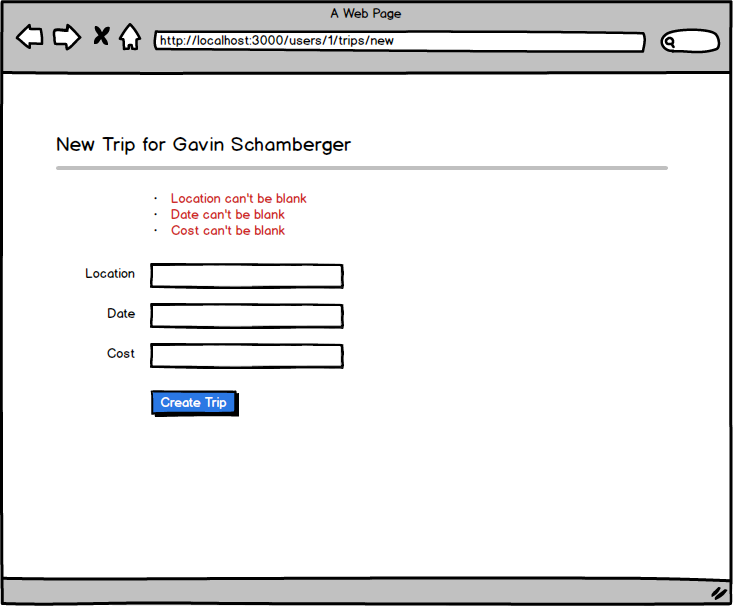 A Web Page
http://localhost:3000/users/1/trips/new
New Trip for Gavin Schamberger
· Location can't be blank
· Date can't be blank
· Cost can't be blank
Location
Date
Cost
Create Trip